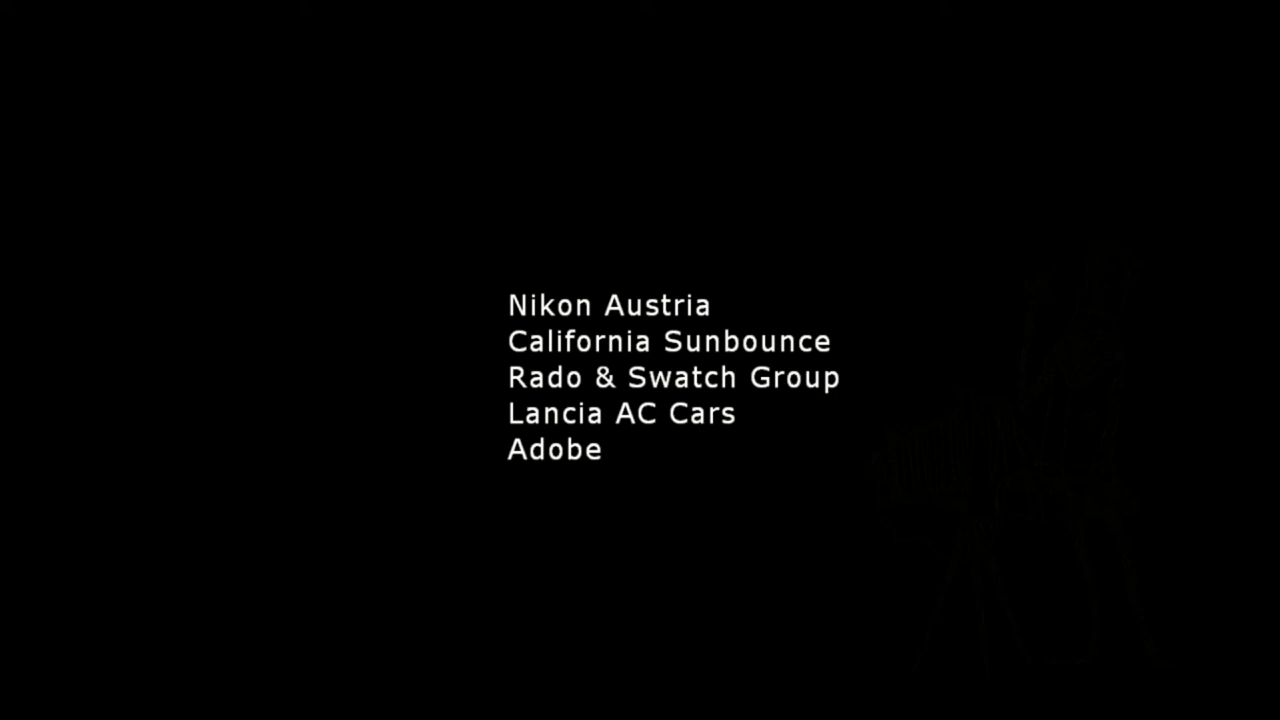 Nikon Austria
California Sunbounce
Rado & Swatch Group
Lancia AC Cars
Adobe